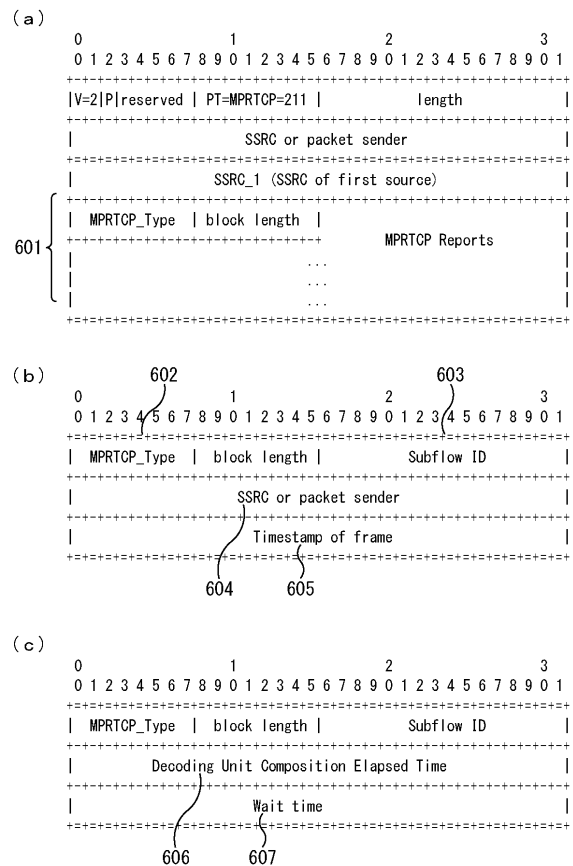 (a)
0 1 2 3
0 1 2 3 4 5 6 7 8 9 0 1 2 3 4 5 6 7 8 9 0 1 2 3 4 5 6 7 8 9 0 1
+-+-+-+-+-+-+-+-+-+-+-+-+-+-+-+-+-+-+-+-+-+-+-+-+-+-+-+-+-+-+-+-+
|V=2|P|reserved | PT=MPRTCP=211 | length |
+-+-+-+-+-+-+-+-+-+-+-+-+-+-+-+-+-+-+-+-+-+-+-+-+-+-+-+-+-+-+-+-+
| SSRC or packet sender |
+=+=+=+=+=+=+=+=+=+=+=+=+=+=+=+=+=+=+=+=+=+=+=+=+=+=+=+=+=+=+=+=+
| SSRC_1 (SSRC of first source) |
+-+-+-+-+-+-+-+-+-+-+-+-+-+-+-+-+-+-+-+-+-+-+-+-+-+-+-+-+-+-+-+-+
| MPRTCP_Type | block length | |
+-+-+-+-+-+-+-+-+-+-+-+-+-+-+-+-+ MPRTCP Reports |
601
| ... |
| ... |
| ... |
+=+=+=+=+=+=+=+=+=+=+=+=+=+=+=+=+=+=+=+=+=+=+=+=+=+=+=+=+=+=+=+=+
(b)
602 603
0 1 2 3
0 1 2 3 4 5 6 7 8 9 0 1 2 3 4 5 6 7 8 9 0 1 2 3 4 5 6 7 8 9 0 1
+=+=+=+=+=+=+=+=+=+=+=+=+=+=+=+=+=+=+=+=+=+=+=+=+=+=+=+=+=+=+=+=+
| MPRTCP_Type | block length | Subflow ID |
+-+-+-+-+-+-+-+-+-+-+-+-+-+-+-+-+-+-+-+-+-+-+-+-+-+-+-+-+-+-+-+-+
| SSRC or packet sender |
+-+-+-+-+-+-+-+-+-+-+-+-+-+-+-+-+-+-+-+-+-+-+-+-+-+-+-+-+-+-+-+-+
| Timestamp of frame |
+=+=+=+=+=+=+=+=+=+=+=+=+=+=+=+=+=+=+=+=+=+=+=+=+=+=+=+=+=+=+=+=+
604 605
(c)
0 1 2 3
0 1 2 3 4 5 6 7 8 9 0 1 2 3 4 5 6 7 8 9 0 1 2 3 4 5 6 7 8 9 0 1
+=+=+=+=+=+=+=+=+=+=+=+=+=+=+=+=+=+=+=+=+=+=+=+=+=+=+=+=+=+=+=+=+
| MPRTCP_Type | block length | Subflow ID |
+-+-+-+-+-+-+-+-+-+-+-+-+-+-+-+-+-+-+-+-+-+-+-+-+-+-+-+-+-+-+-+-+
| Decoding Unit Composition Elapsed Time |
+-+-+-+-+-+-+-+-+-+-+-+-+-+-+-+-+-+-+-+-+-+-+-+-+-+-+-+-+-+-+-+-+
| Wait time |
+=+=+=+=+=+=+=+=+=+=+=+=+=+=+=+=+=+=+=+=+=+=+=+=+=+=+=+=+=+=+=+=+
606 607